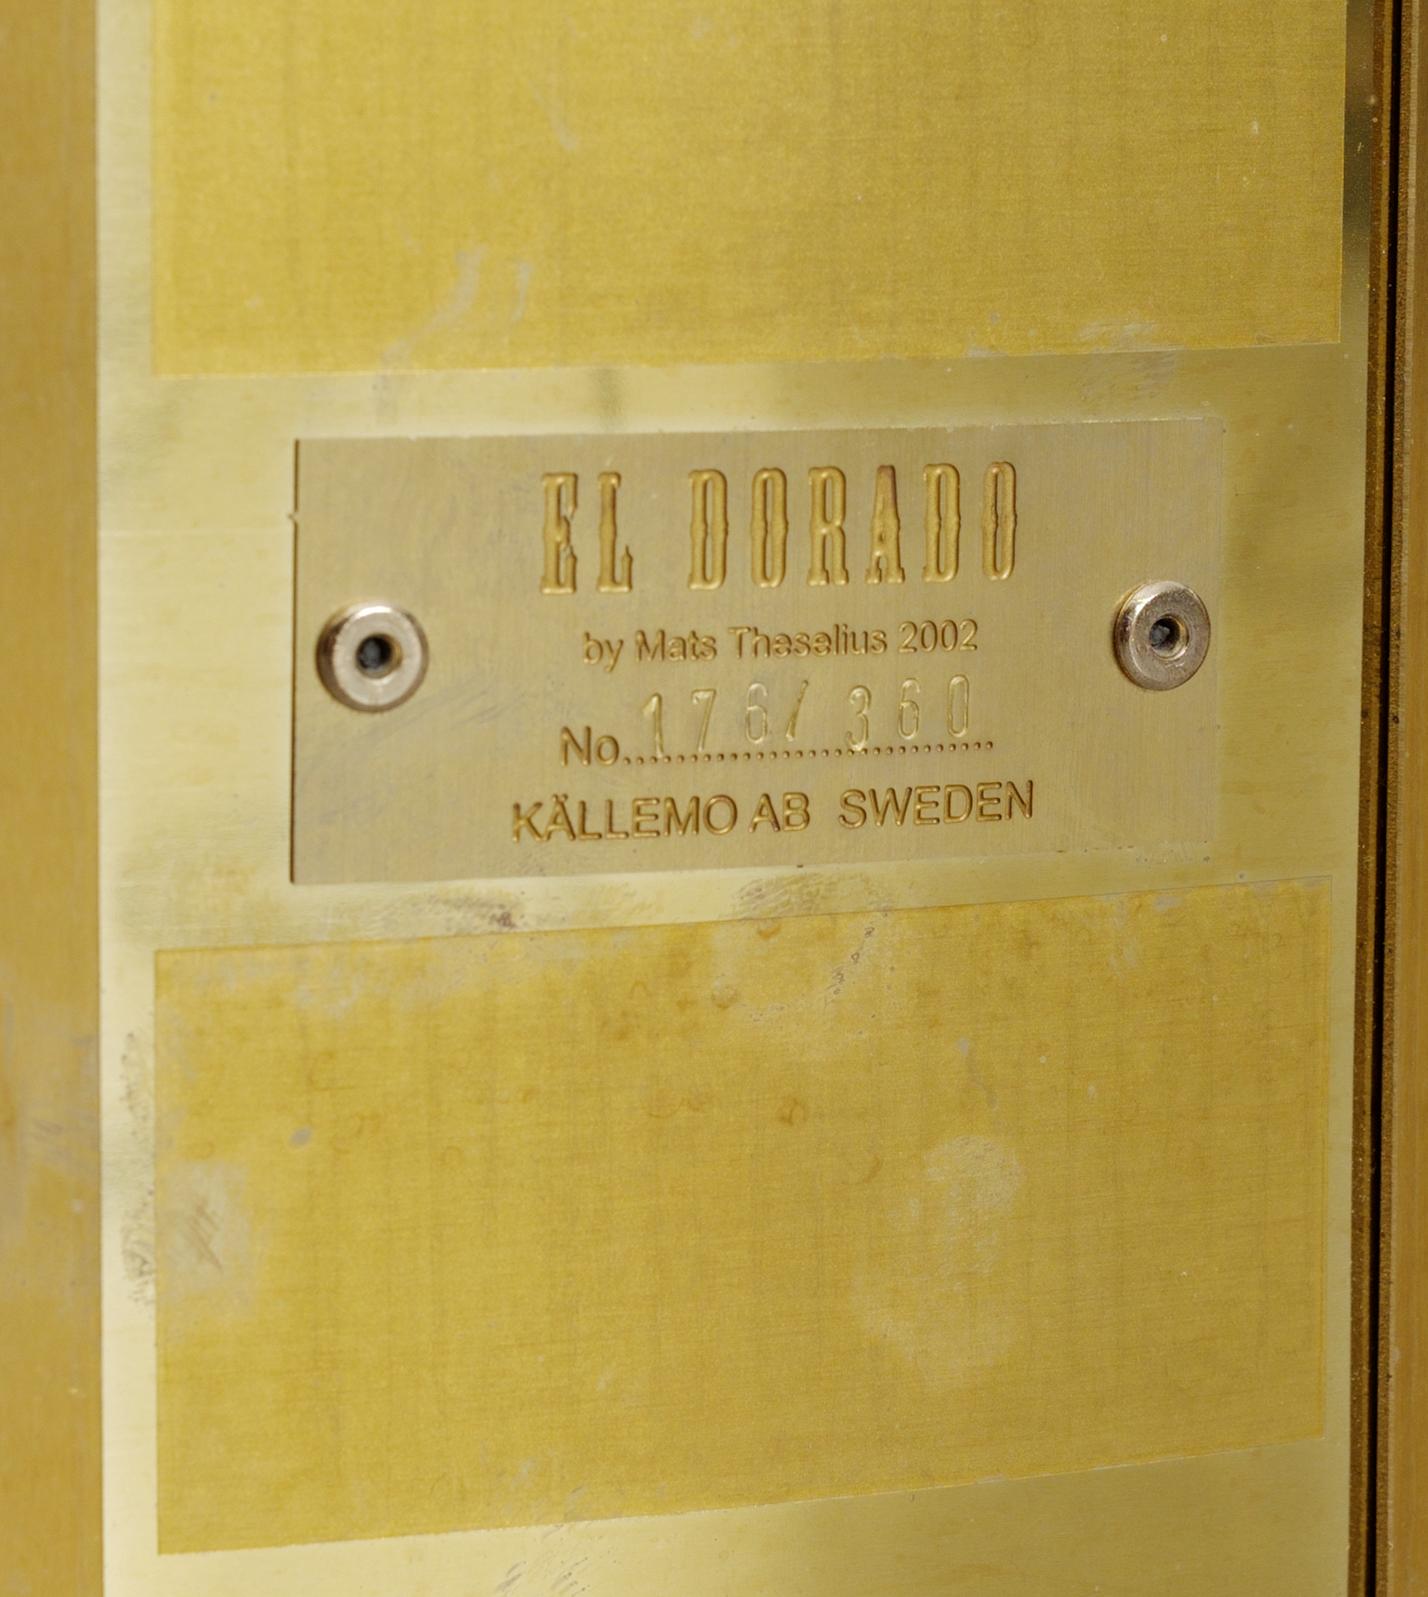 EL DORADO
by Mats Theselius 2002
No..176/ 360
KÄLLEMO AB SWEDEN